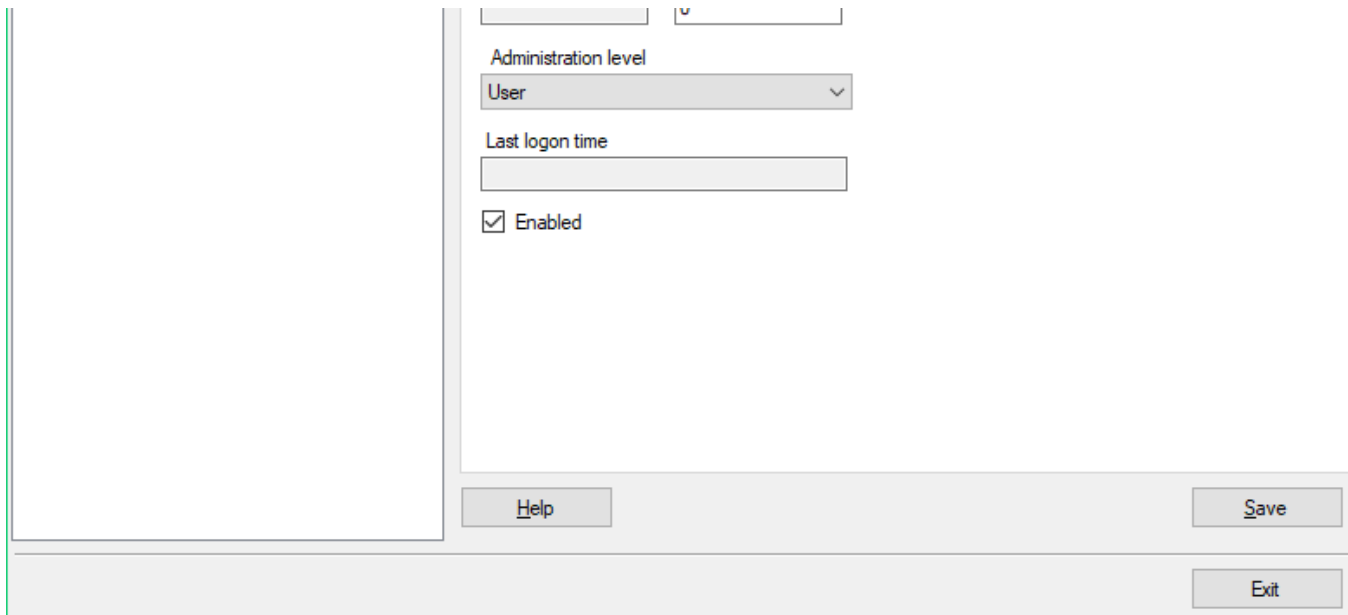 Administration level
User
Last logon time
Enabled
Help
Save
Exit